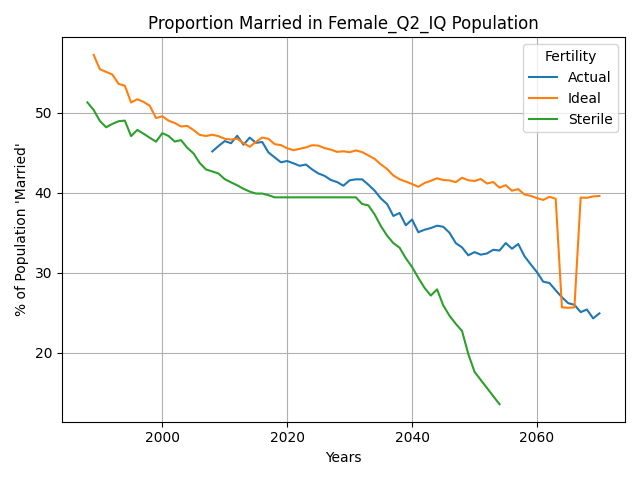 Proportion Married in Female_Q2_IQ Population
% of Population 'Married'
50
40
30
20
Fertility
Actual
Ideal
Sterile
2000
2020
2040
2060
Years